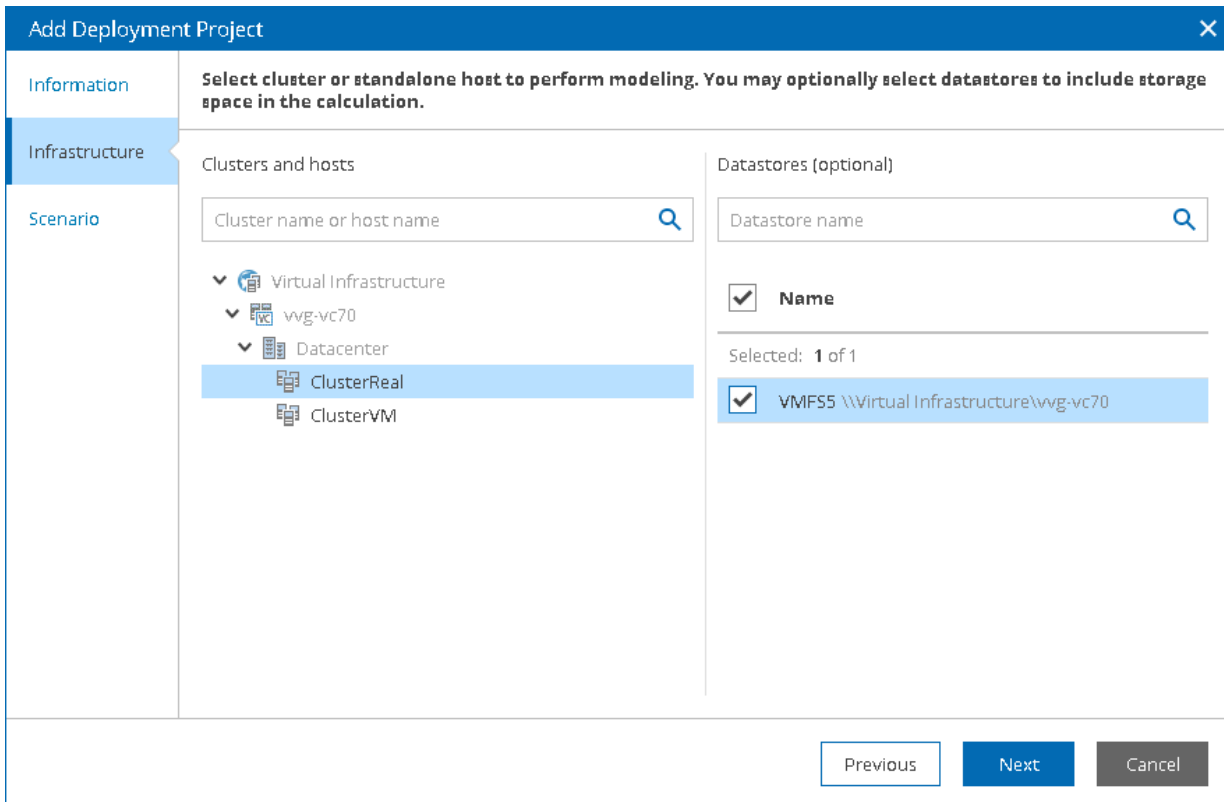 Add Deployment Project
Information
Infrastructure
Scenario
Select cluster or standalone host to perform modeling. You may optionally select datastores to include storage
space in the calculation.
Clusters and hosts
Cluster name or host name
Virtual Infrastructure
VC
vvg-vc70
Datacenter
ClusterReal
ClusterVM
Datastores (optional)
Datastore name
Name
Selected: 1 of 1
VMFS5 \\Virtual Infrastructure\vvg-vc70
Previous
Next
Cancel